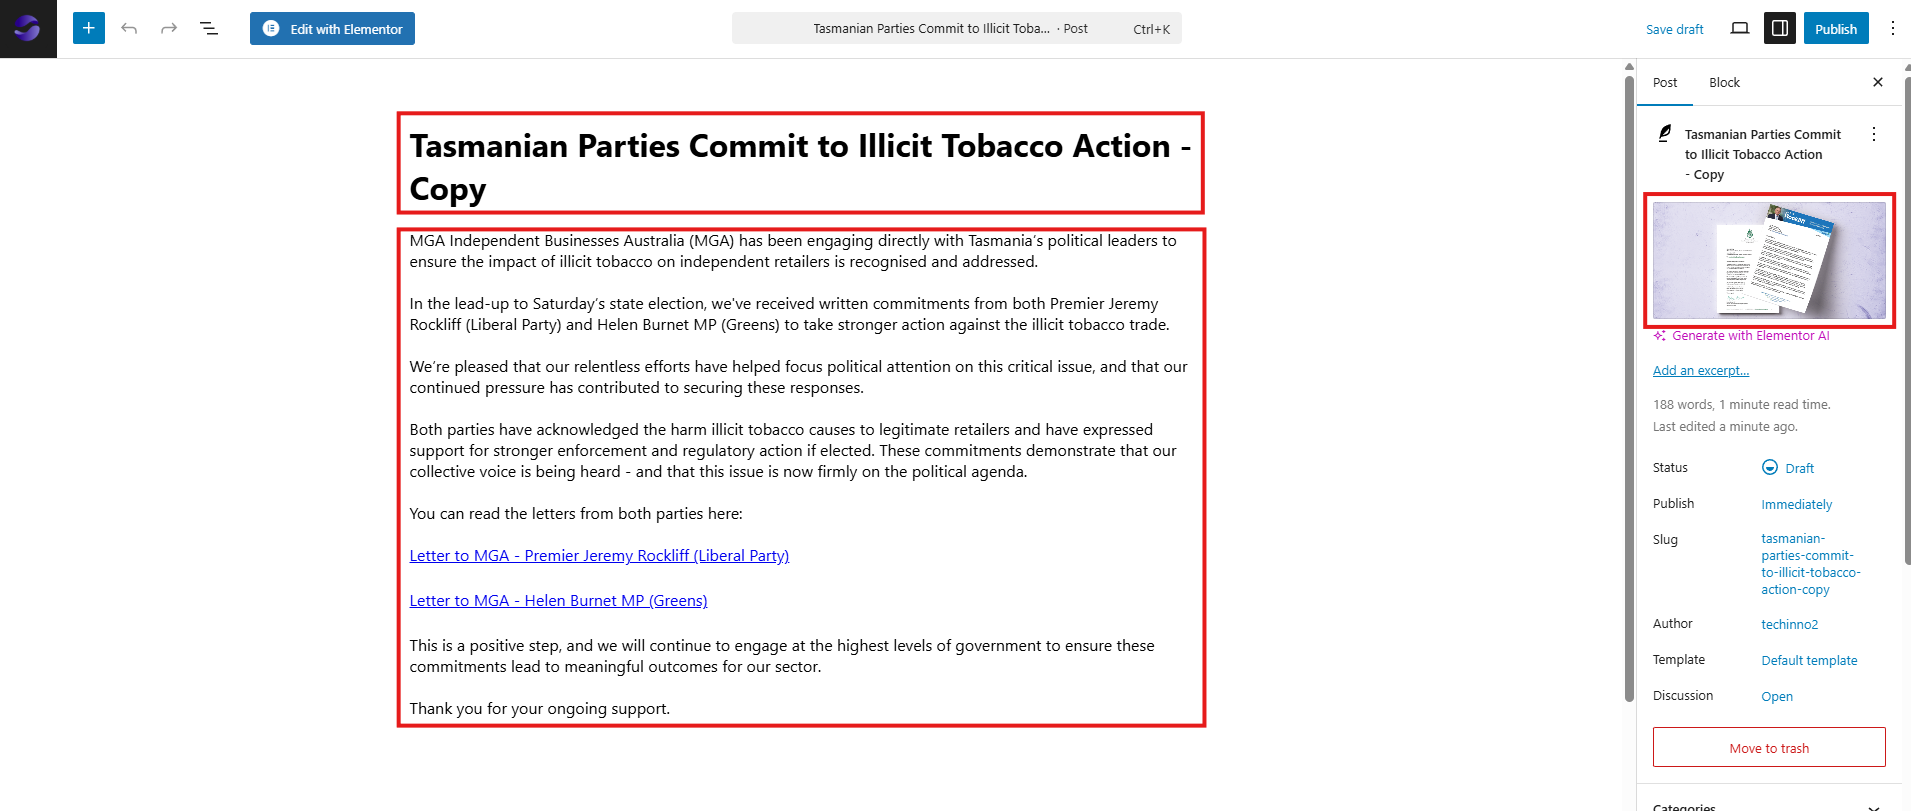 Edit with Elementor
Tasmanian Parties Commit to Illicit Toba... · Post
Ctrl+K
Save draft
Publish
Tasmanian Parties Commit to Illicit Tobacco Action -
Copy
MGA Independent Businesses Australia (MGA) has been engaging directly with Tasmania's political leaders to
ensure the impact of illicit tobacco on independent retailers is recognised and addressed.
In the lead-up to Saturday's state election, we've received written commitments from both Premier Jeremy
Rockliff (Liberal Party) and Helen Burnet MP (Greens) to take stronger action against the illicit tobacco trade.
We're pleased that our relentless efforts have helped focus political attention on this critical issue, and that our
continued pressure has contributed to securing these responses.
Both parties have acknowledged the harm illicit tobacco causes to legitimate retailers and have expressed
support for stronger enforcement and regulatory action if elected. These commitments demonstrate that our
collective voice is being heard - and that this issue is now firmly on the political agenda.
You can read the letters from both parties here:
Letter to MGA - Premier Jeremy Rockliff (Liberal Party)
Letter to MGA - Helen Burnet MP (Greens)
This is a positive step, and we will continue to engage at the highest levels of government to ensure these
commitments lead to meaningful outcomes for our sector.
Thank you for your ongoing support.
Post
Block
Tasmanian Parties Commit
to Illicit Tobacco Action
- Copy
Generate with Elementor AI
Add an excerpt...
188 words, 1 minute read time.
Last edited a minute ago.
Status
Draft
Publish
Immediately
Slug
tasmanian-
parties-commit-
to-illicit-tobacco-
action-copy
Author
techinno2
Template
Default template
Discussion
Open
Move to trash
Categories